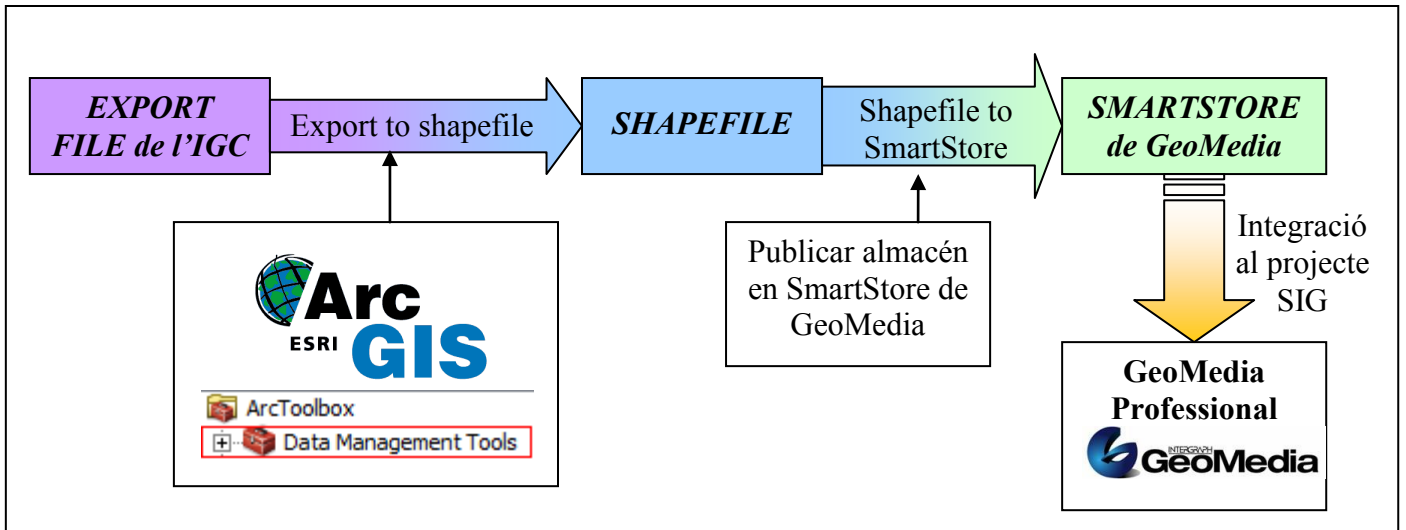 EXPORT
FILE de l’IGC
Export to shapefile
SHAPEFILE
Shapefile to
SmartStore
SMARTSTORE
de GeoMedia
Arc
ESRI GIS
ArcToolbox
Data Management Tools
Publicar almacén
en SmartStore de
GeoMedia
Integració
al projecte
SIG
GeoMedia
Professional
INTERGRAPH
GeoMedia